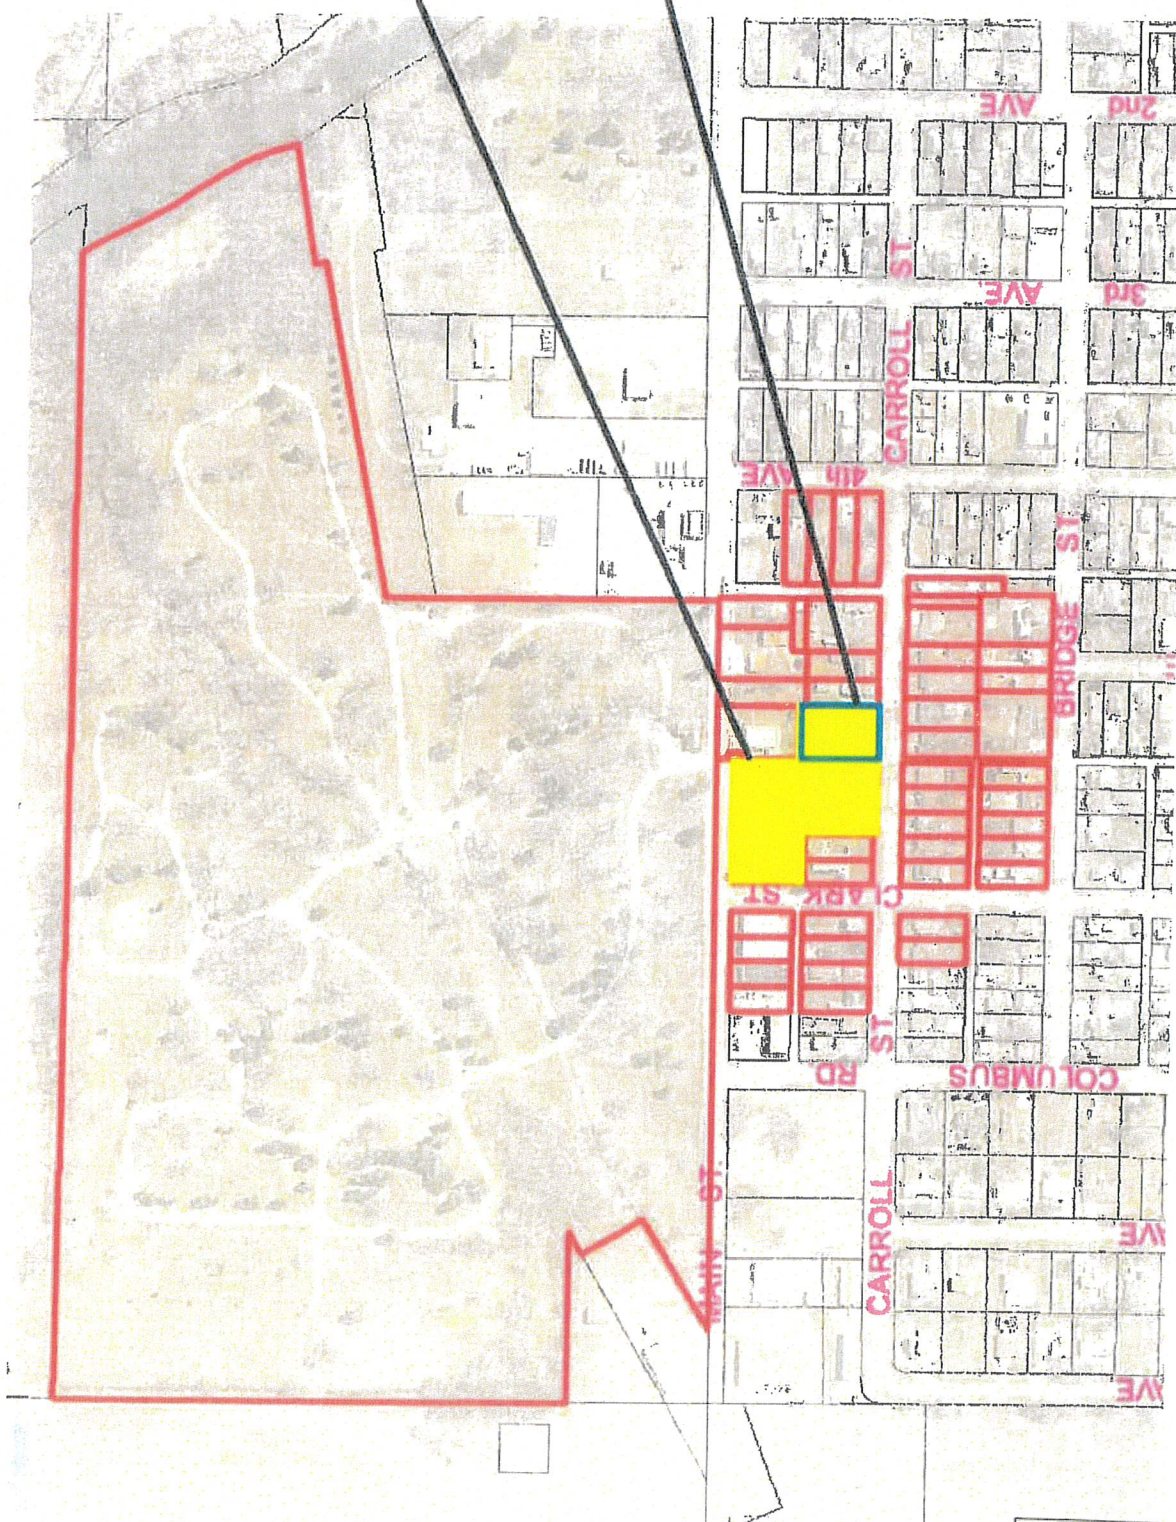 2nd
AVE
3rd
AVE.
ST.
CARROLL
4th
AVE
ST.
BRIDGE
CLARK ST
ST.
COLUMBUS
RD.
MAIN ST.
CARROLL
AVE
AVE